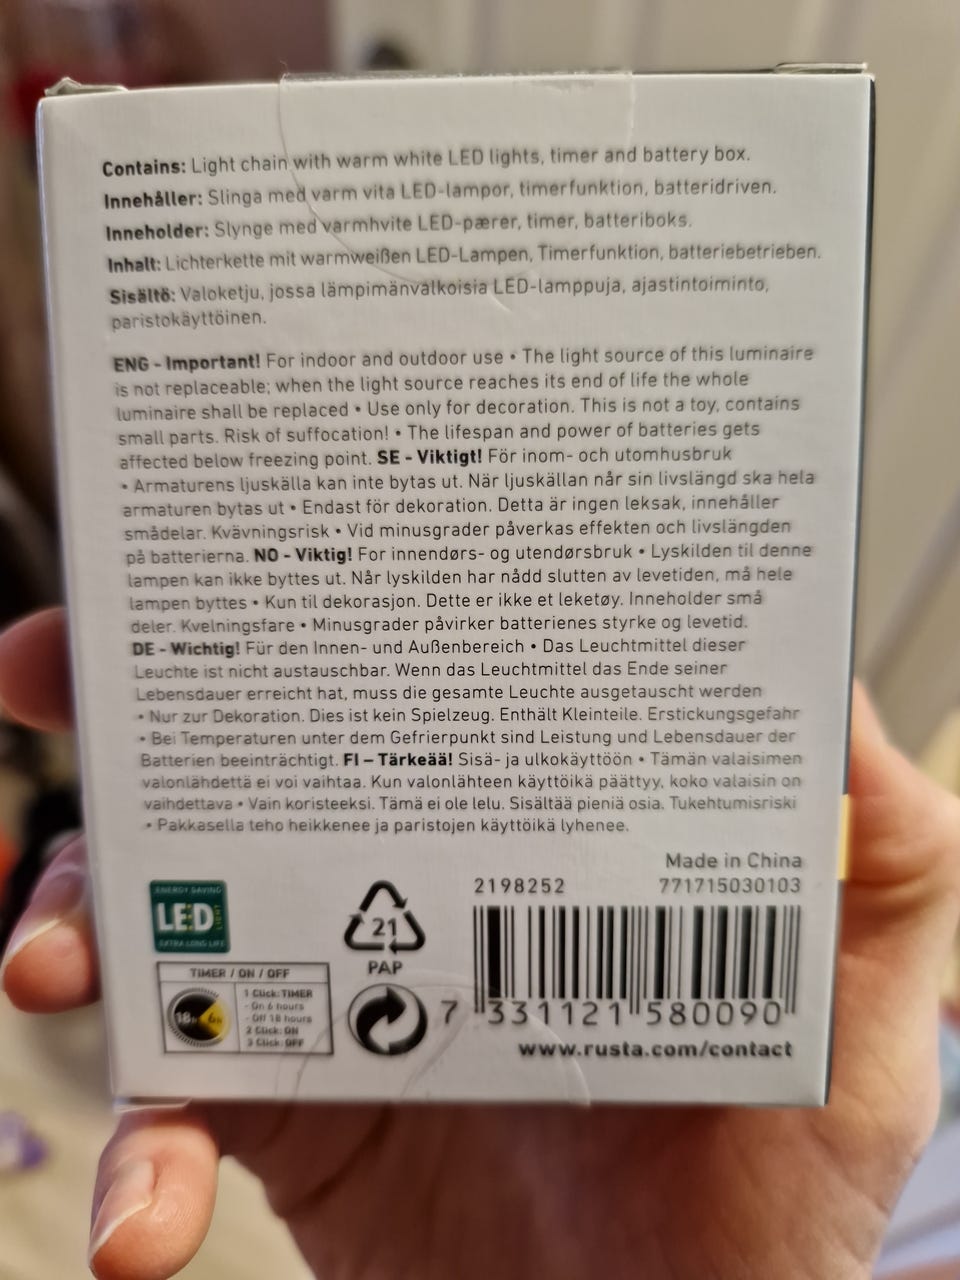 Contains: Light chain with warm white LED lights, timer and battery box.
Innehåller: Slinga med varm vita LED-lampor, timerfunktion, batteridriven.
Inneholder: Slynge med varmhvite LED-pærer, timer, batteriboks.
Inhalt: Lichterkette mit warmweißen LED-Lampen, Timerfunktion, batteriebetrieben.
Sisältö: Valoketju, jossa lämpimänvalkoisia LED-lamppuja, ajastintoiminto,
paristokäyttöinen.
ENG - Important! For indoor and outdoor use • The light source of this luminaire
is not replaceable; when the light source reaches its end of life the whole
luminaire shall be replaced • Use only for decoration. This is not a toy, contains
small parts. Risk of suffocation! • The lifespan and power of batteries gets
affected below freezing point. SE - Viktigt! För inom- och utomhusbruk
• Armaturens ljuskälla kan inte bytas ut. När ljuskällan når sin livslängd ska hela
armaturen bytas ut • Endast för dekoration. Detta är ingen leksak, innehåller
smådelar. Kvävningsrisk • Vid minusgrader påverkas effekten och livslängden
på batterierna. NO - Viktig! For innendørs- og utendørsbruk • Lyskilden til denne
lampen kan ikke byttes ut. Når lyskilden har nådd slutten av levetiden, må hele
lampen byttes • Kun til dekorasjon. Dette er ikke et leketøy. Inneholder små
deler. Kvelningsfare • Minusgrader påvirker batterienes styrke og levetid.
DE - Wichtig! Für den Innen- und Außenbereich • Das Leuchtmittel dieser
Leuchte ist nicht austauschbar. Wenn das Leuchtmittel das Ende seiner
Lebensdauer erreicht hat, muss die gesamte Leuchte ausgetauscht werden
• Nur zur Dekoration. Dies ist kein Spielzeug. Enthält Kleinteile. Erstickungsgefahr
• Bei Temperaturen unter dem Gefrierpunkt sind Leistung und Lebensdauer der
Batterien beeinträchtigt. FI – Tärkeää! Sisä- ja ulkokäyttöön • Tämän valaisimen
valonlähdettä ei voi vaihtaa. Kun valonlähteen käyttöikä päättyy, koko valaisin on
vaihdettava • Vain koristeeksi. Tämä ei ole lelu. Sisältää pieniä osia. Tukehtumisriski
• Pakkasella teho heikkenee ja paristojen käyttöikä lyhenee.
Made in China
2198252 771715030103
ENERGY SAVING
LED
LIGHT
EXTRA LONG LIFE
21
PAP
TIMER / ON / OFF
18h 6h
1 Click: TIMER
- On 6 hours
- Off 18 hours
2 Click: ON
3 Click: OFF
7 331121 580090
www.rusta.com/contact